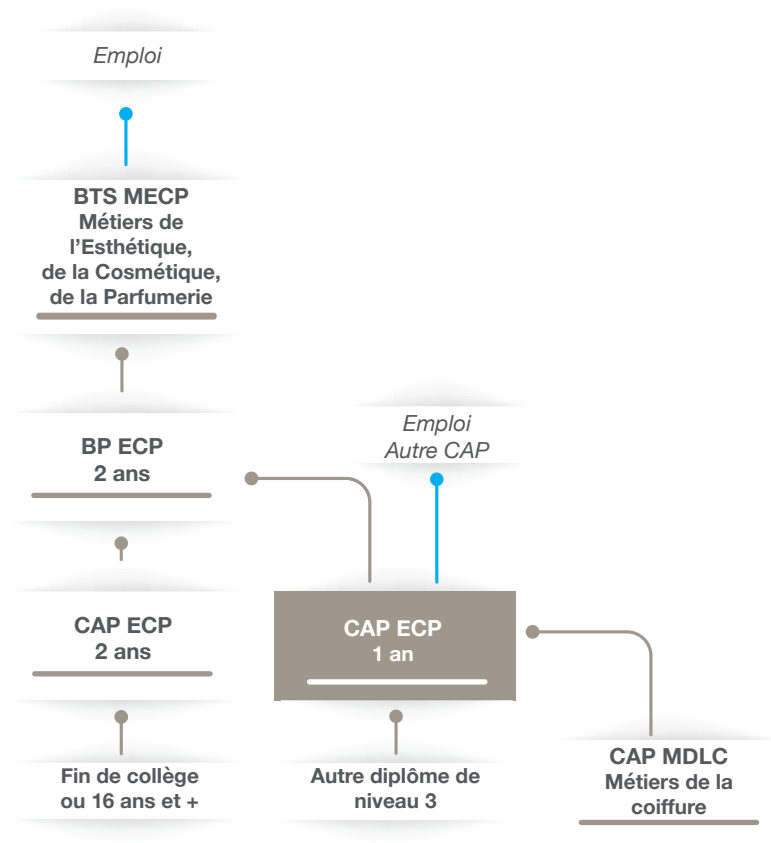 Emploi
BTS MECP
Métiers de
l’Esthétique,
de la Cosmétique,
de la Parfumerie
BP ECP
2 ans
Emploi
Autre CAP
CAP ECP
2 ans
CAP ECP
1 an
Fin de collège
ou 16 ans et +
Autre diplôme de
niveau 3
CAP MDLC
Métiers de la
coiffure